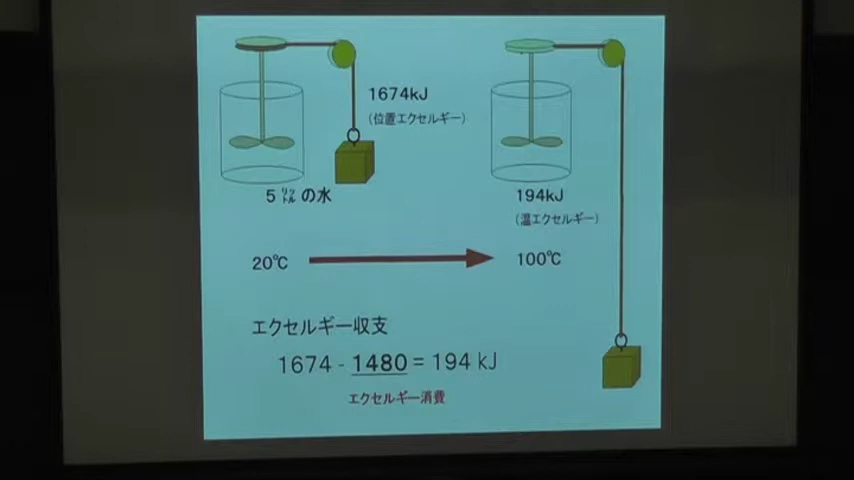 1674kJ
(位置エクセルギー)
5 リットルの水
194kJ
(温エクセルギー)
20℃
100℃
エクセルギー収支
1674 - 1480 = 194 kJ
エクセルギー消費